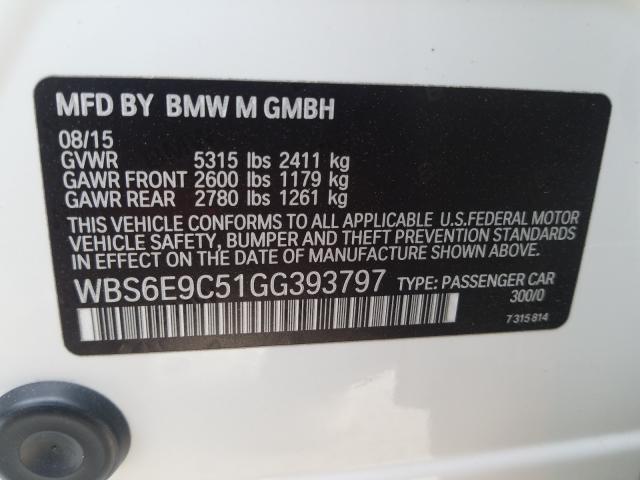 MFD BY BMW M GMBH
08/15
GVWR 5315 lbs 2411 kg
GAWR FRONT 2600 lbs 1179 kg
GAWR REAR 2780 lbs 1261 kg
THIS VEHICLE CONFORMS TO ALL APPLICABLE U.S.FEDERAL MOTOR
VEHICLE SAFETY, BUMPER AND THEFT PREVENTION STANDARDS
IN EFFECT ON THE DATE OF MANUFACTURE SHOWN ABOVE.
WBS6E9C51GG393797 TYPE: PASSENGER CAR
300/0
7 315 814